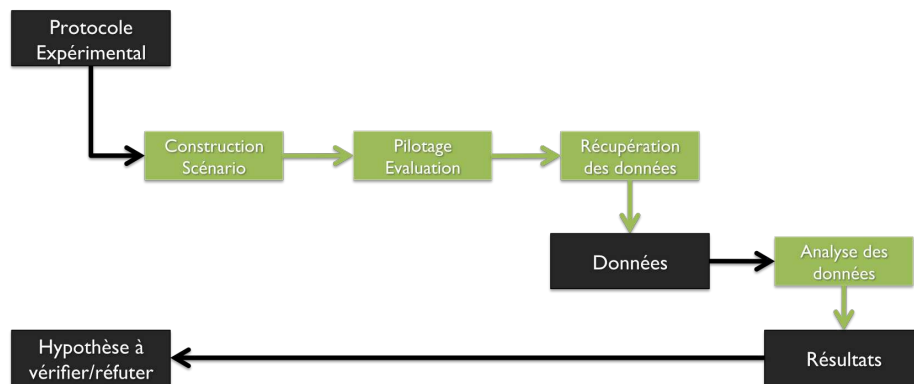 Protocole
Expérimental
Construction
Scénario
Pilotage
Evaluation
Récupération
des données
Données
Analyse des
données
Hypothèse à
vérifier/réfuter
Résultats